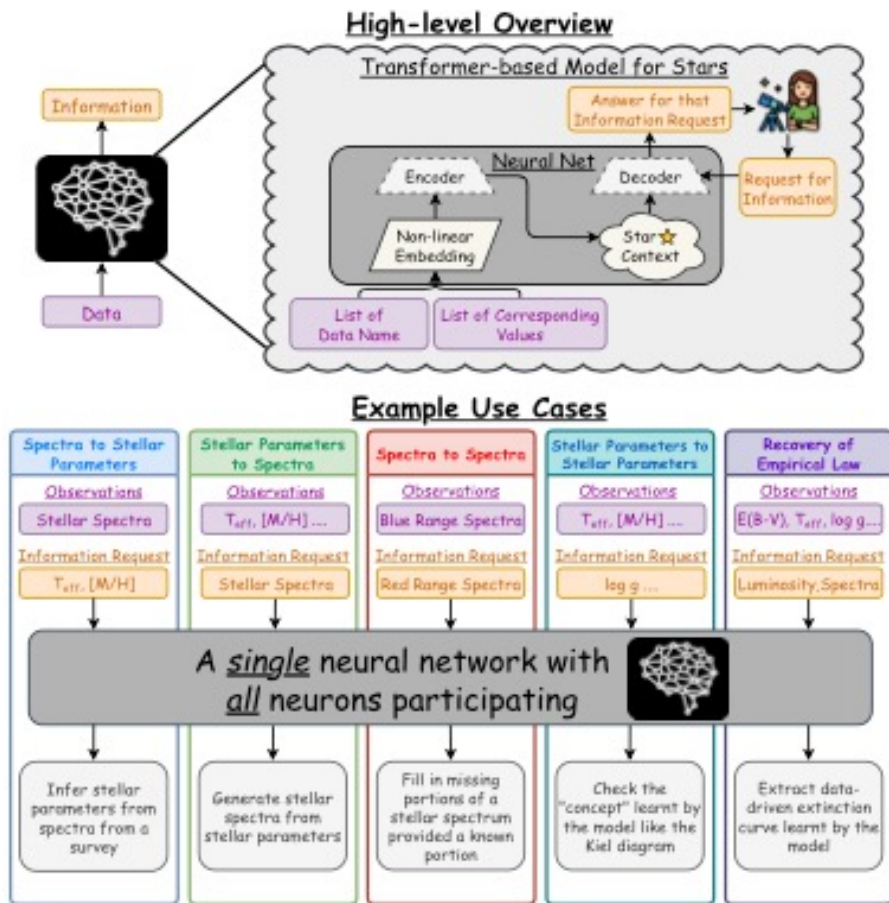 High-level Overview
Transformer-based Model for Stars
Information
Answer for that
Information Request
Neural Net
Encoder
Decoder
Request for
Information
Non-linear
Embedding
Star
Context
Data
List of
Data Name
List of Corresponding
Values
Example Use Cases
Spectra to Stellar
Parameters
Observations
Stellar Spectra
Information Request
Teff, [M/H]
Stellar Parameters
to Spectra
Observations
Teff, [M/H] ....
Information Request
Stellar Spectra
Spectra to Spectra
Observations
Blue Range Spectra
Information Request
Red Range Spectra
Stellar Parameters to
Stellar Parameters
Observations
Teff, [M/H] ....
Information Request
log g ....
Recovery of
Empirical Law
Observations
E(B-V), Teff, log g....
Information Request
Luminosity,Spectra
A single neural network with
all neurons participating
Infer stellar
parameters from
spectra from a
survey
Generate stellar
spectra from
stellar parameters
Fill in missing
portions of a
stellar spectrum
provided a known
portion
Check the
"concept" learnt by
the model like the
Kiel diagram
Extract data-
driven extinction
curve learnt by the
model